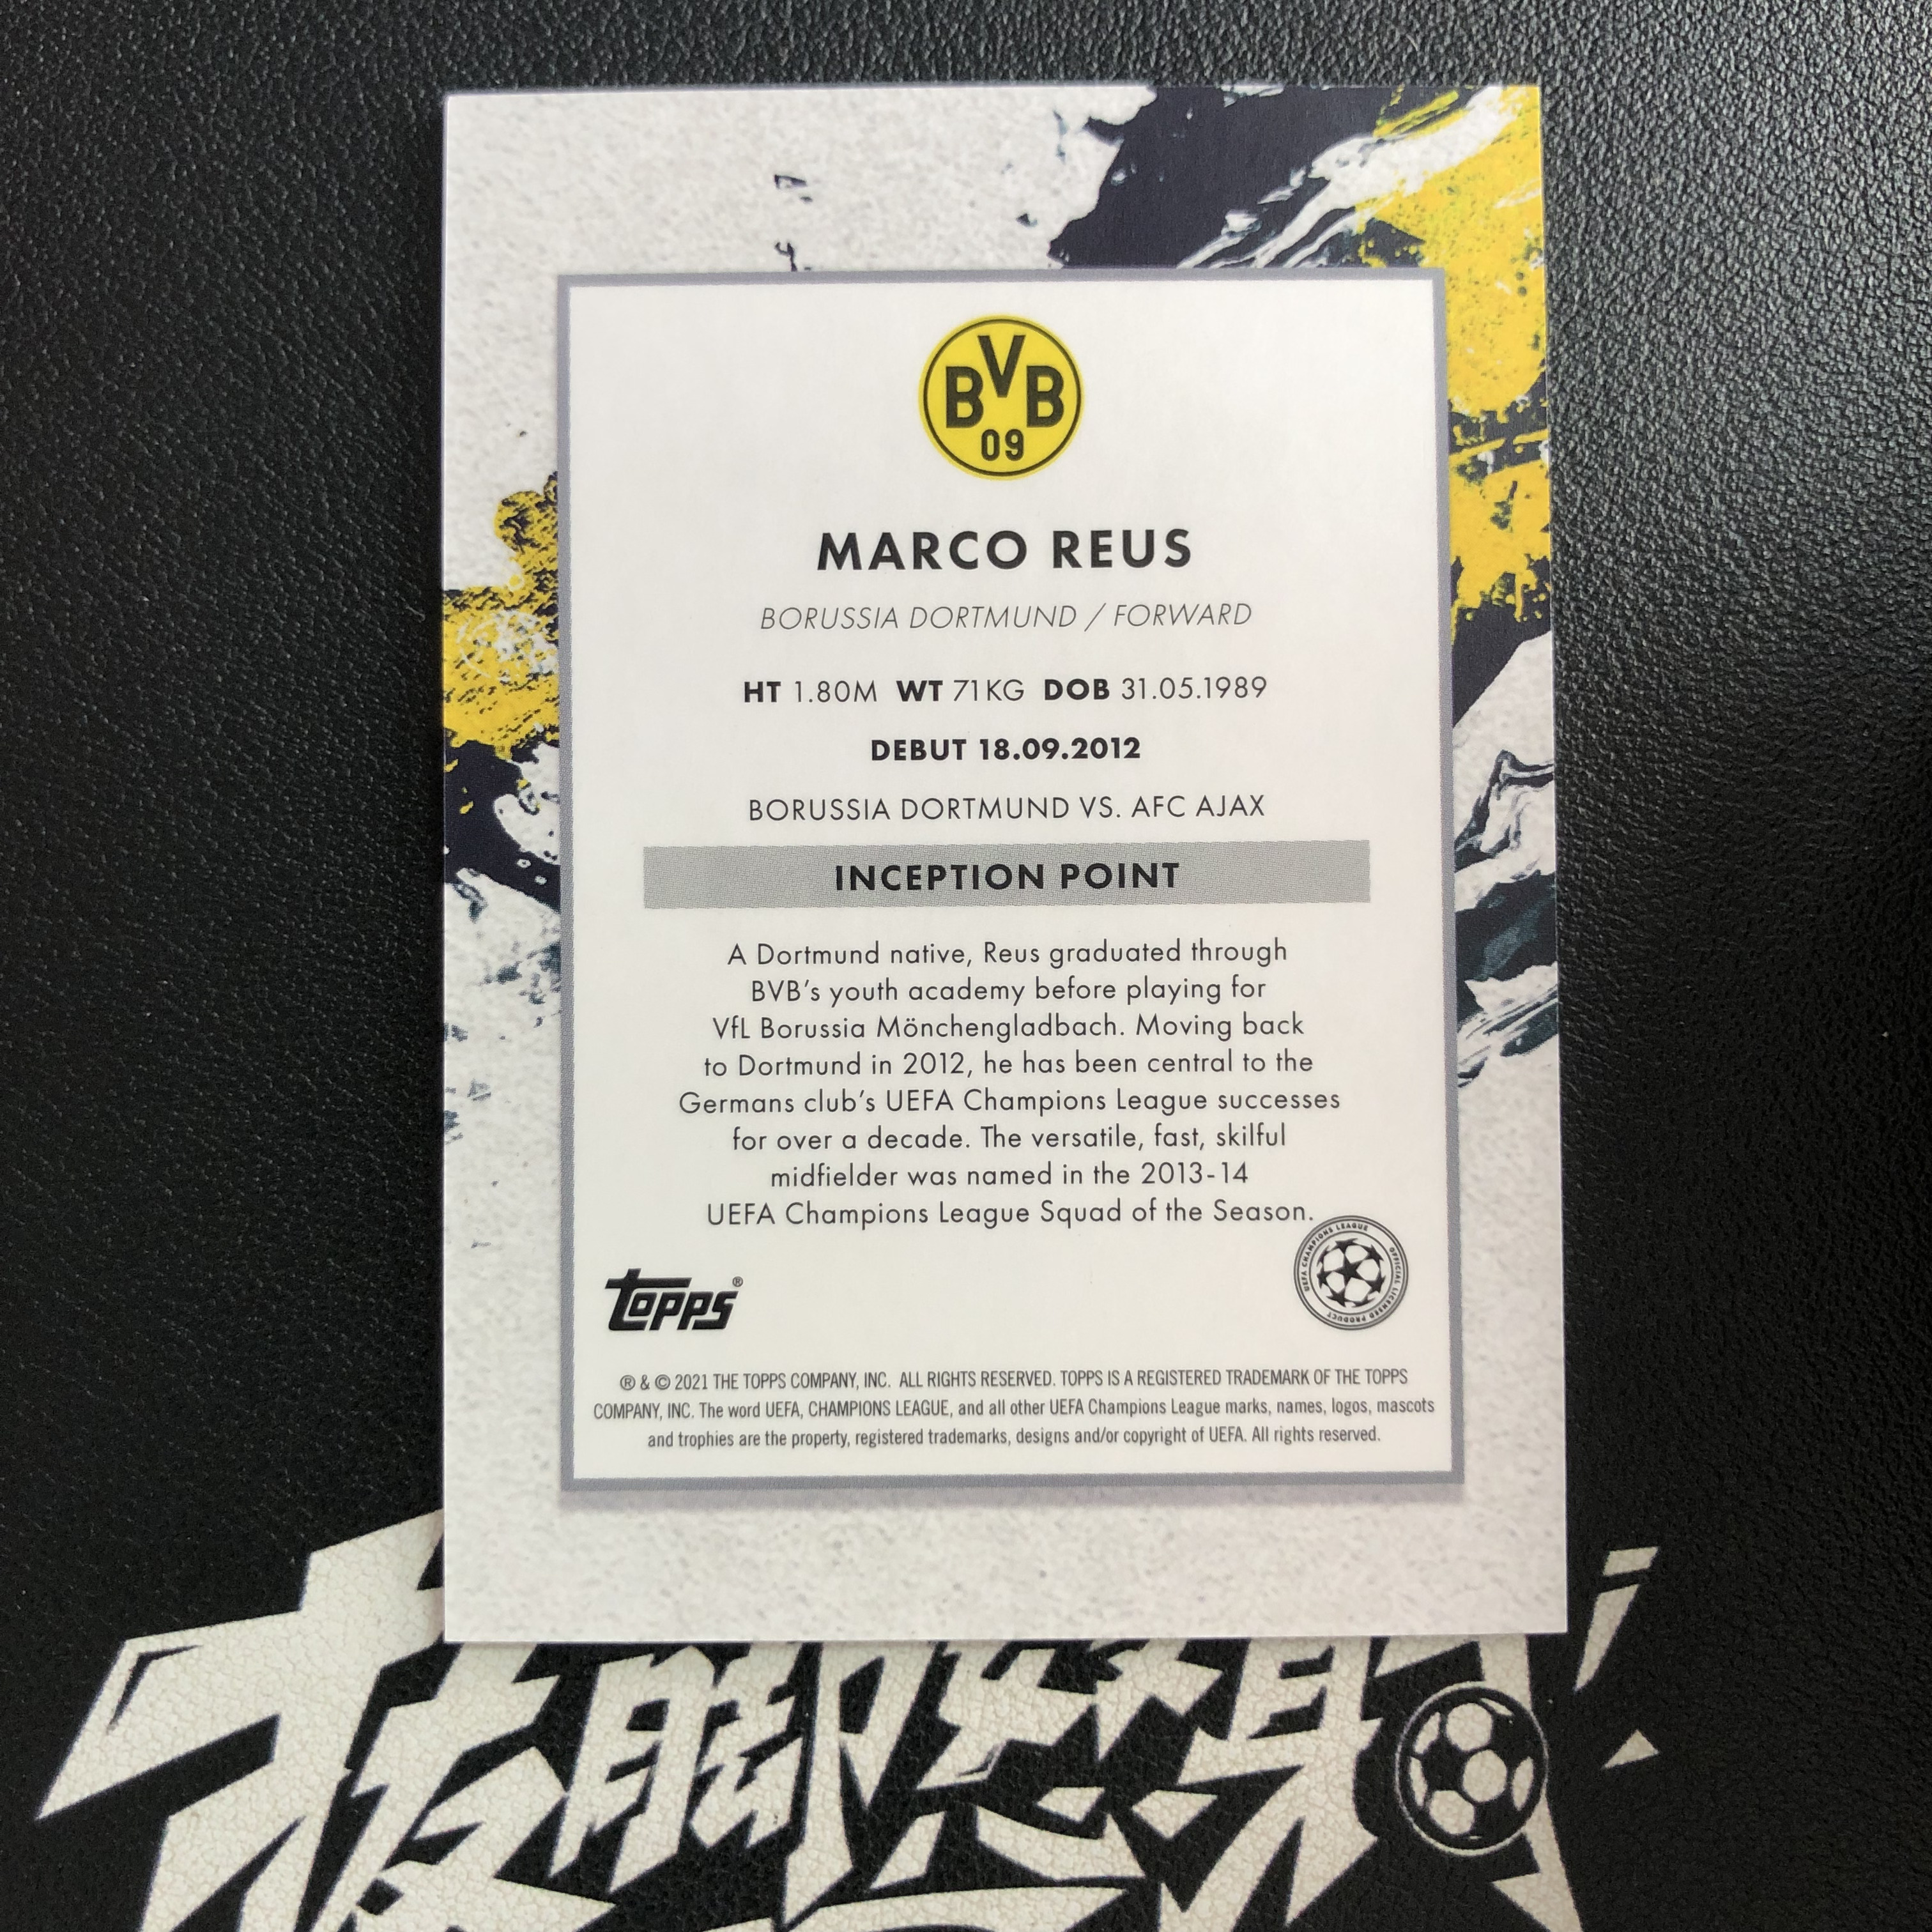 BVB
09
MARCO REUS
BORUSSIA DORTMUND / FORWARD
HT 1.80M WT 71KG DOB 31.05.1989
DEBUT 18.09.2012
BORUSSIA DORTMUND VS. AFC AJAX
INCEPTION POINT
A Dortmund native, Reus graduated through
BVB's youth academy before playing for
VfL Borussia Mönchengladbach. Moving back
to Dortmund in 2012, he has been central to the
Germans club's UEFA Champions League successes
for over a decade. The versatile, fast, skilful
midfielder was named in the 2013-14
UEFA Champions League Squad of the Season.
UEFA CHAMPIONS LEAGUE OFFICIAL LICENSED PRODUCT
TOPPS®
® & © 2021 THE TOPPS COMPANY, INC. ALL RIGHTS RESERVED. TOPPS IS A REGISTERED TRADEMARK OF THE TOPPS
COMPANY, INC. The word UEFA, CHAMPIONS LEAGUE, and all other UEFA Champions League marks, names, logos, mascots
and trophies are the property, registered trademarks, designs and/or copyright of UEFA. All rights reserved.